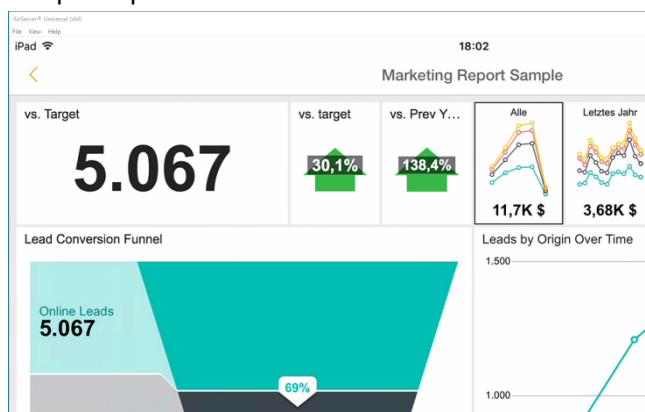 AirServer® Universal (x64)
File View Help
iPad
18:02
Marketing Report Sample
vs. Target
5.067
vs. target
30,1%
vs. Prev Y...
138,4%
Alle
11,7K $
Letztes Jahr
3,68K $
Lead Conversion Funnel
Online Leads
5.067
69%
Leads by Origin Over Time
1.500
1.000